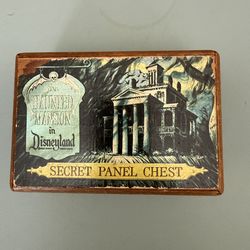 The
HAUNTED
MANSION
in
Disneyland
SECRET PANEL CHEST